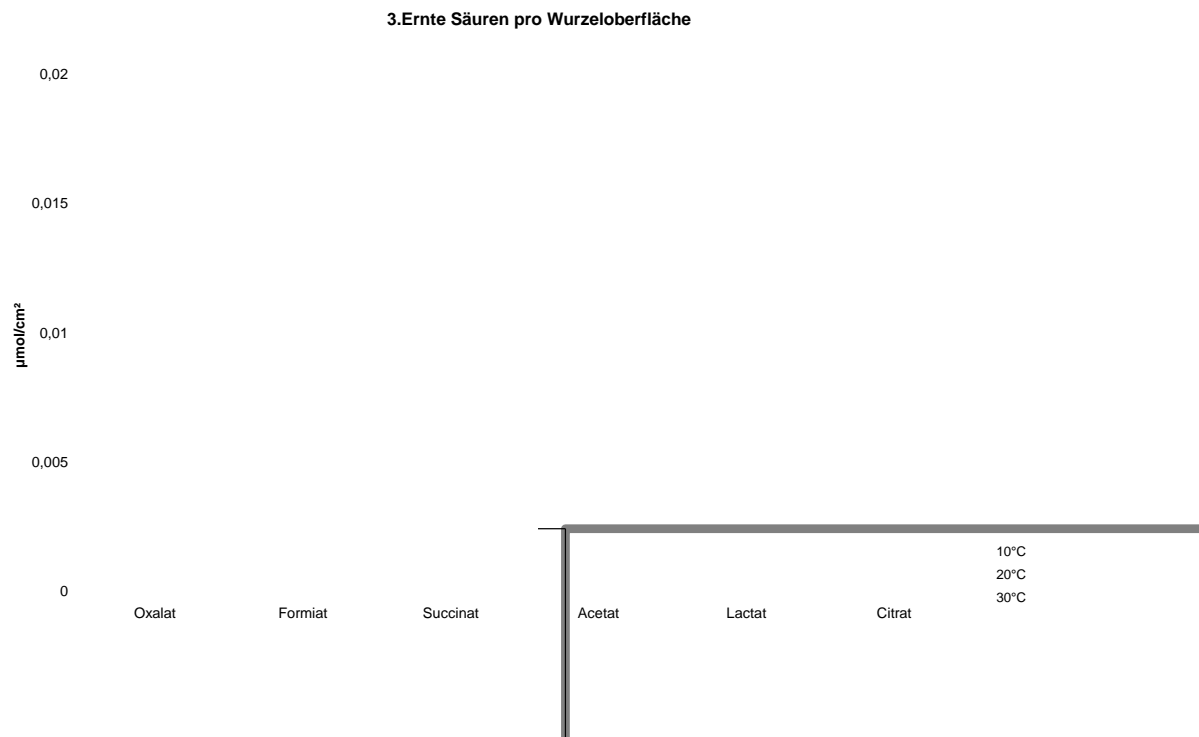 3.Ernte Säuren pro Wurzeloberfläche
0,02
0,015
0,01
0,005
0
µmol/cm²
Oxalat Formiat Succinat Acetat Lactat Citrat
10°C
20°C
30°C